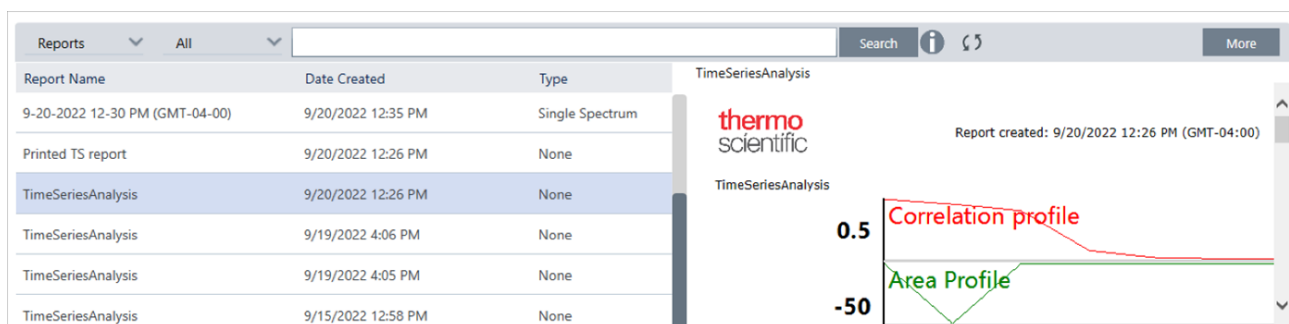 Reports All Search More
Report Name Date Created Type
9-20-2022 12-30 PM (GMT-04-00) 9/20/2022 12:35 PM Single Spectrum
Printed TS report 9/20/2022 12:26 PM None
TimeSeriesAnalysis 9/20/2022 12:26 PM None
TimeSeriesAnalysis 9/19/2022 4:06 PM None
TimeSeriesAnalysis 9/19/2022 4:05 PM None
TimeSeriesAnalysis 9/15/2022 12:58 PM None
TimeSeriesAnalysis
thermo
scientific
Report created: 9/20/2022 12:26 PM (GMT-04:00)
TimeSeriesAnalysis
0.5 Correlation profile
Area Profile
-50